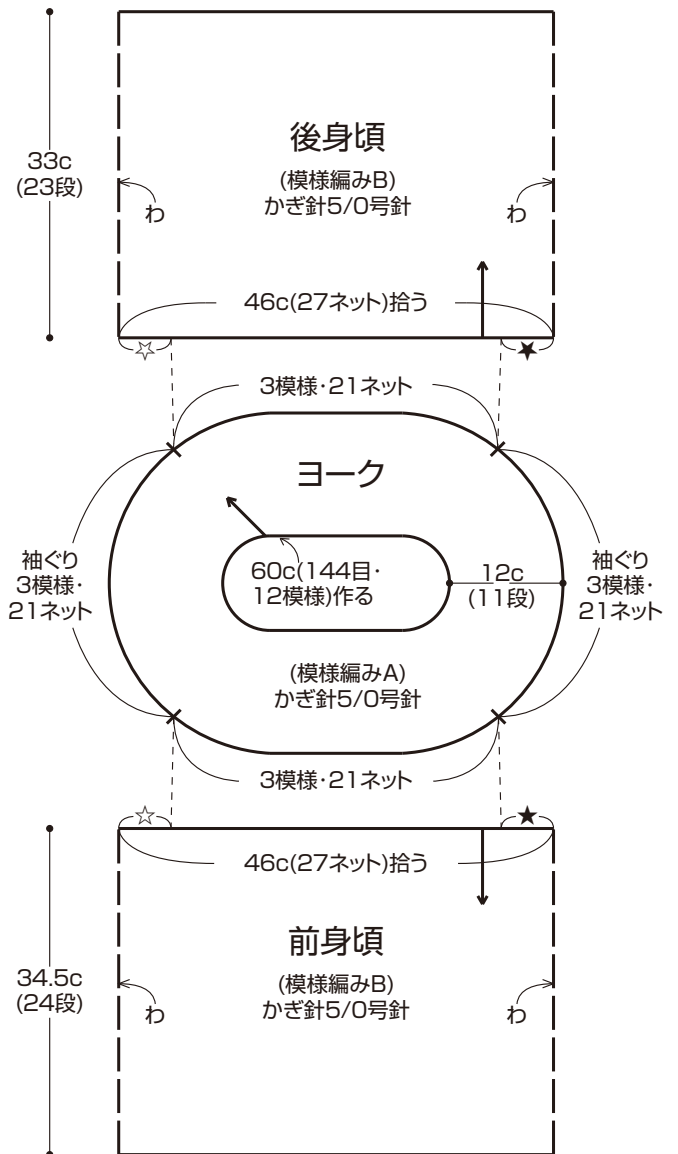 後身頃
(模様編みB)
かぎ針5/0号針
33c
(23段)
わ
わ
46c(27ネット)拾う
☆
★
3模様・21ネット
ヨーク
袖ぐり
3模様・
21ネット
60c(144目・
12模様)作る
12c
(11段)
袖ぐり
3模様・
21ネット
(模様編みA)
かぎ針5/0号針
3模様・21ネット
☆
★
46c(27ネット)拾う
前身頃
(模様編みB)
かぎ針5/0号針
34.5c
(24段)
わ
わ